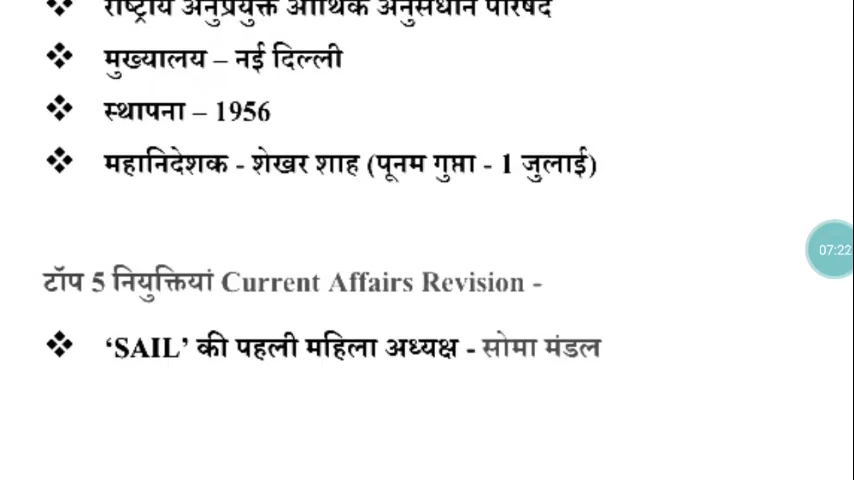 ❖ राष्ट्रीय अनुप्रयुक्त आर्थिक अनुसंधान परिषद
❖ मुख्यालय – नई दिल्ली
❖ स्थापना – 1956
❖ महानिदेशक - शेखर शाह (पूनम गुप्ता - 1 जुलाई)
07:22
टॉप 5 नियुक्तियां Current Affairs Revision -
❖ ‘SAIL’ की पहली महिला अध्यक्ष - सोमा मंडल